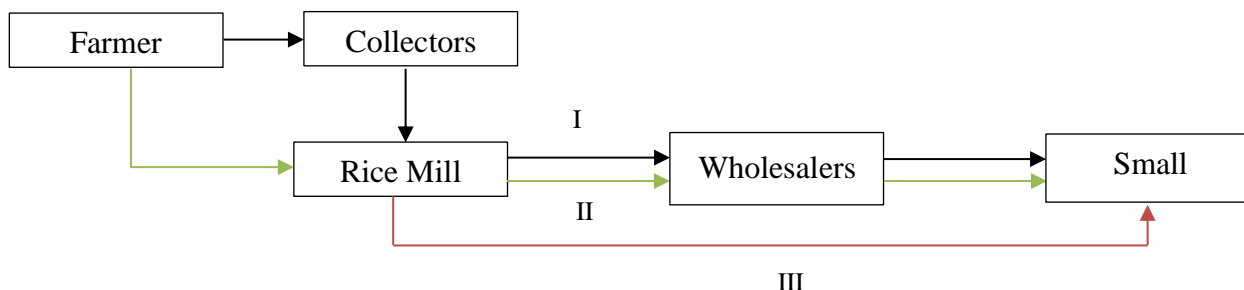 Farmer
Collectors
I
Rice Mill
Wholesalers
Small
II
III